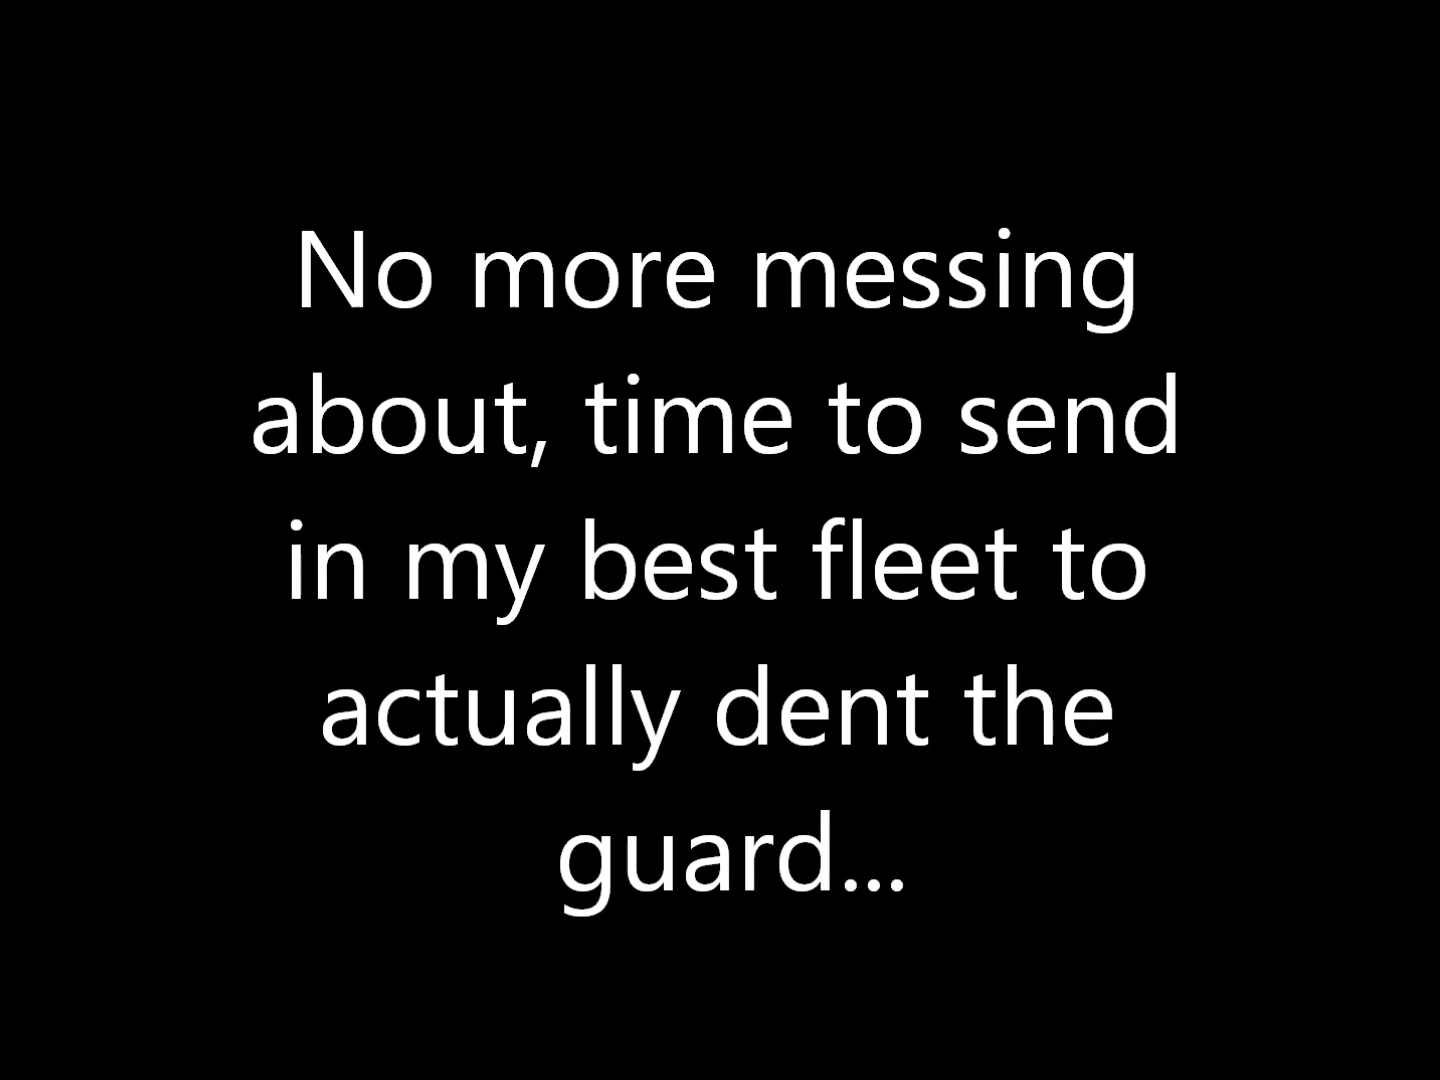 No more messing
about, time to send
in my best fleet to
actually dent the
guard...